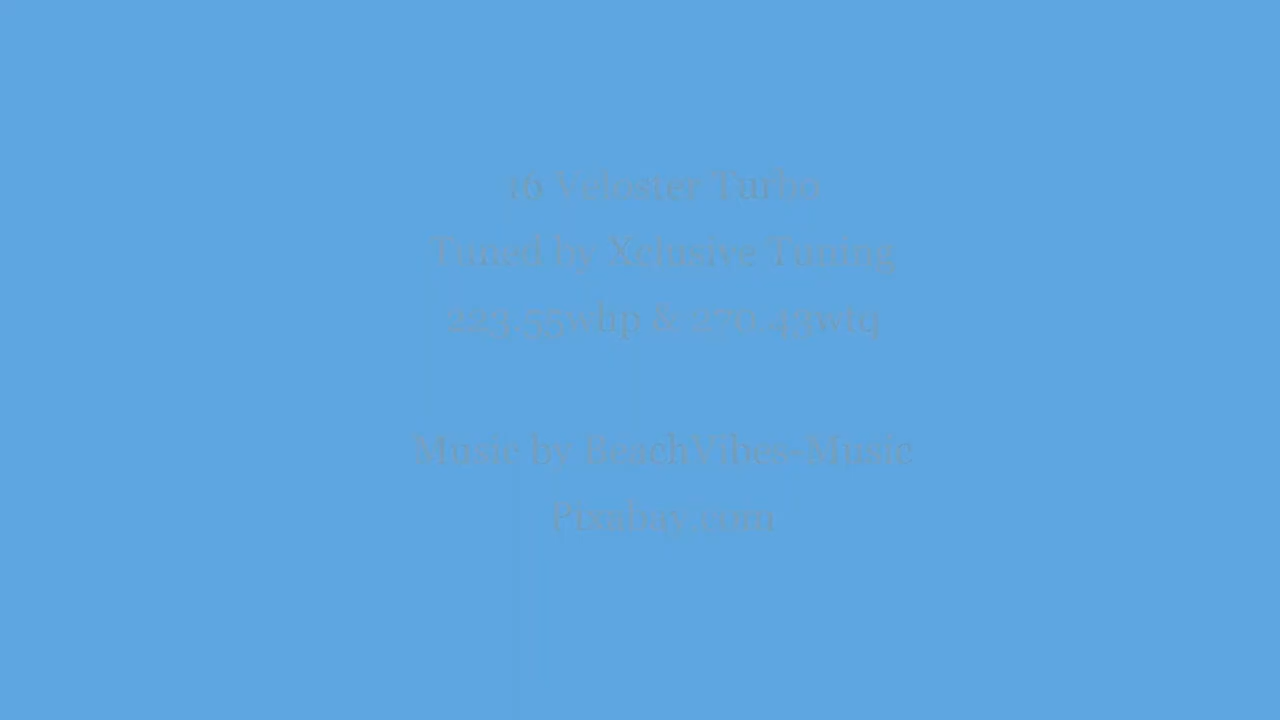 16 Veloster Turbo
Tuned by Xclusive Tuning
223.55whp & 270.43wtq
Music by BeachVibes-Music
Pixabay.com